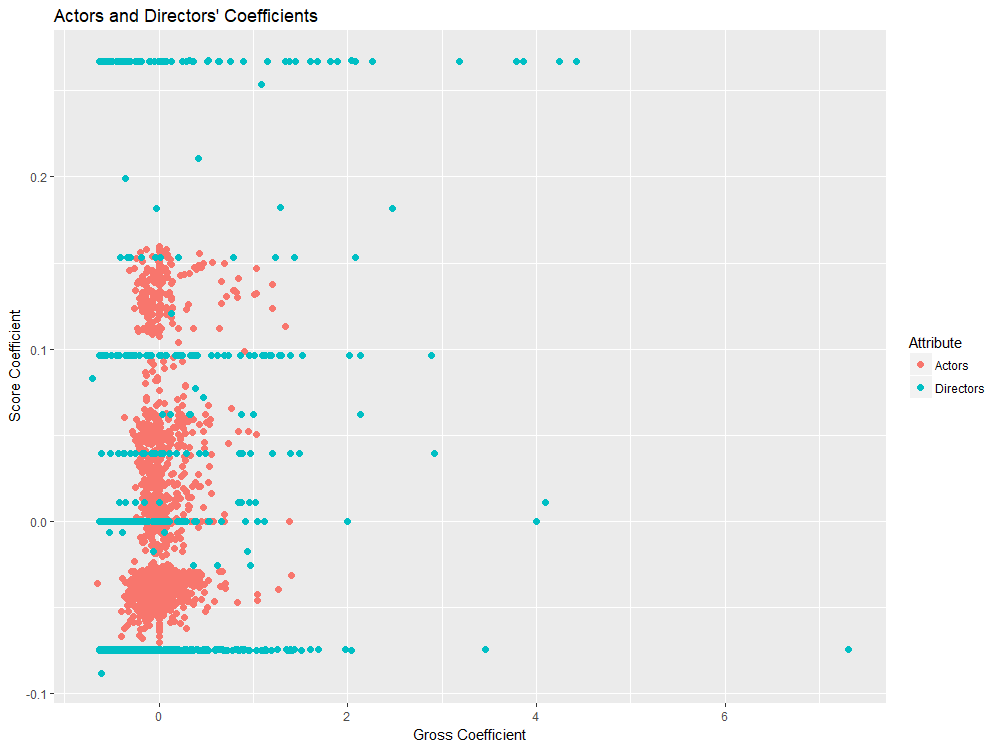 Actors and Directors' Coefficients
Score Coefficient
0.2
0.1
0.0
-0.1
0
2
4
6
Gross Coefficient
Attribute
Actors
Directors